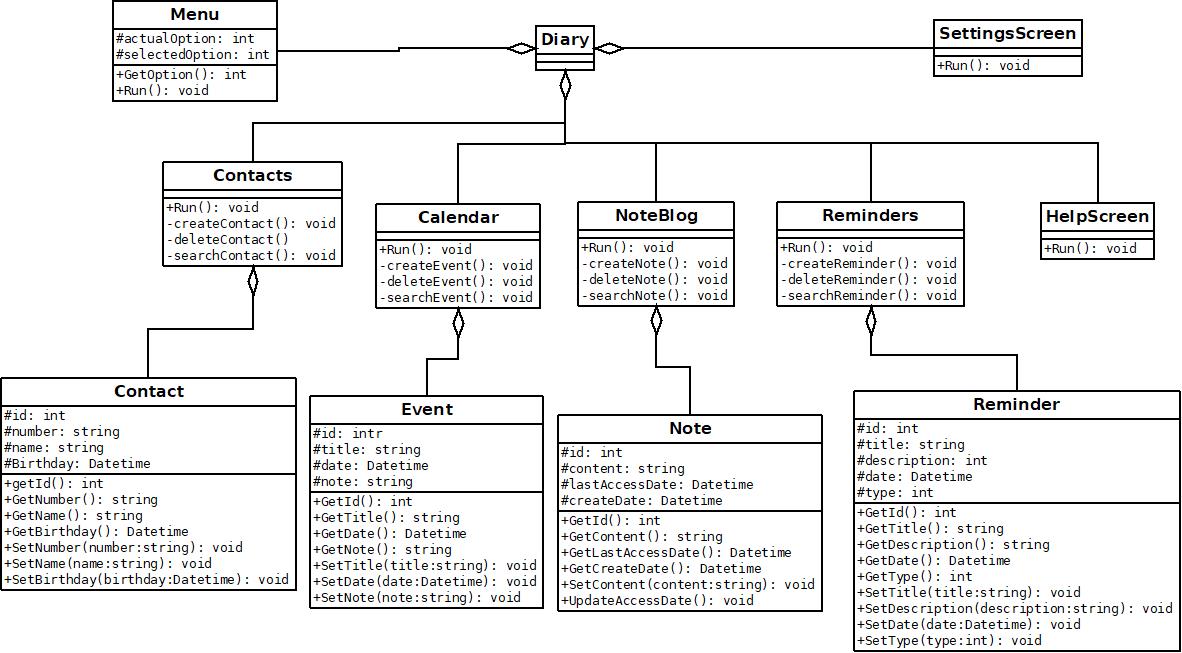 Menu
#actualOption: int
#selectedOption: int
+GetOption(): int
+Run(): void
Diary
SettingsScreen
+Run(): void
Contacts
+Run(): void
-createContact(): void
-deleteContact()
-searchContact(): void
Calendar
+Run(): void
-createEvent(): void
-deleteEvent(): void
-searchEvent(): void
NoteBlog
+Run(): void
-createNote(): void
-deleteNote(): void
-searchNote(): void
Reminders
+Run(): void
-createReminder(): void
-deleteReminder(): void
-searchReminder(): void
HelpScreen
+Run(): void
Contact
#id: int
#number: string
#name: string
#Birthday: Datetime
+getId(): int
+GetNumber(): string
+GetName(): string
+GetBirthday(): Datetime
+SetNumber(number:string): void
+SetName(name:string): void
+SetBirthday(birthday:Datetime): void
Event
#id: intr
#title: string
#date: Datetime
#note: string
+GetId(): int
+GetTitle(): string
+GetDate(): Datetime
+GetNote(): string
+SetTitle(title:string): void
+SetDate(date:Datetime): void
+SetNote(note:string): void
Note
#id: int
#content: string
#lastAccessDate: Datetime
#createDate: Datetime
+GetId(): int
+GetContent(): string
+GetLastAccessDate(): Datetime
+GetCreateDate(): Datetime
+SetContent(content:string): void
+UpdateAccessDate(): void
Reminder
#id: int
#title: string
#description: int
#date: Datetime
#type: int
+GetId(): int
+GetTitle(): string
+GetDescription(): string
+GetDate(): Datetime
+GetType(): int
+SetTitle(title:string): void
+SetDescription(description:string): void
+SetDate(date:Datetime): void
+SetType(type:int): void